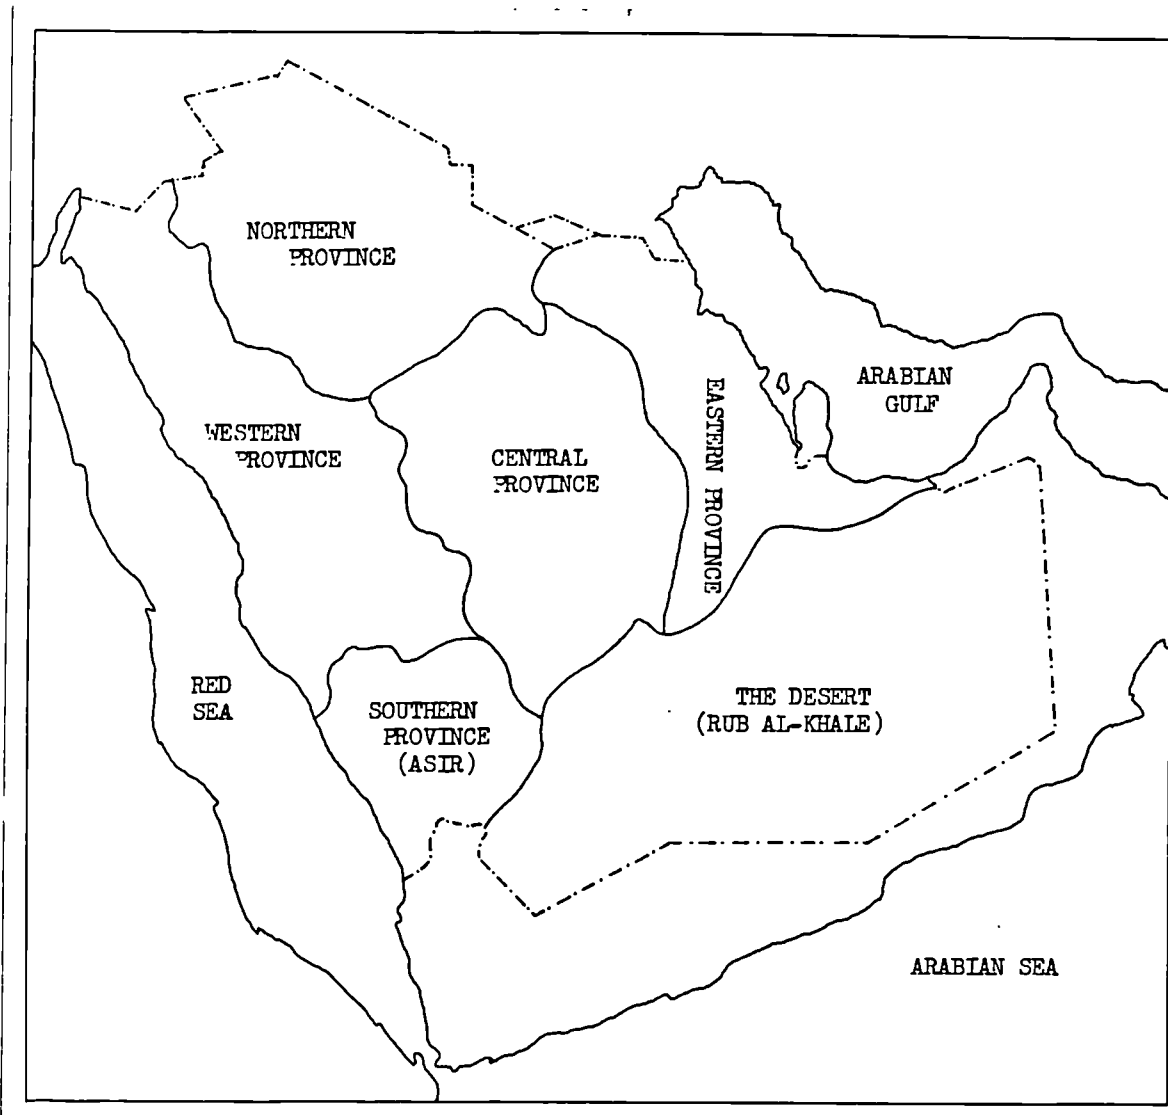 NORTHERN
PROVINCE
WESTERN
PROVINCE
CENTRAL
PROVINCE
EASTERN PROVINCE
ARABIAN
GULF
RED
SEA
SOUTHERN
PROVINCE
(ASIR)
THE DESERT
(RUB AL-KHALE)
ARABIAN SEA